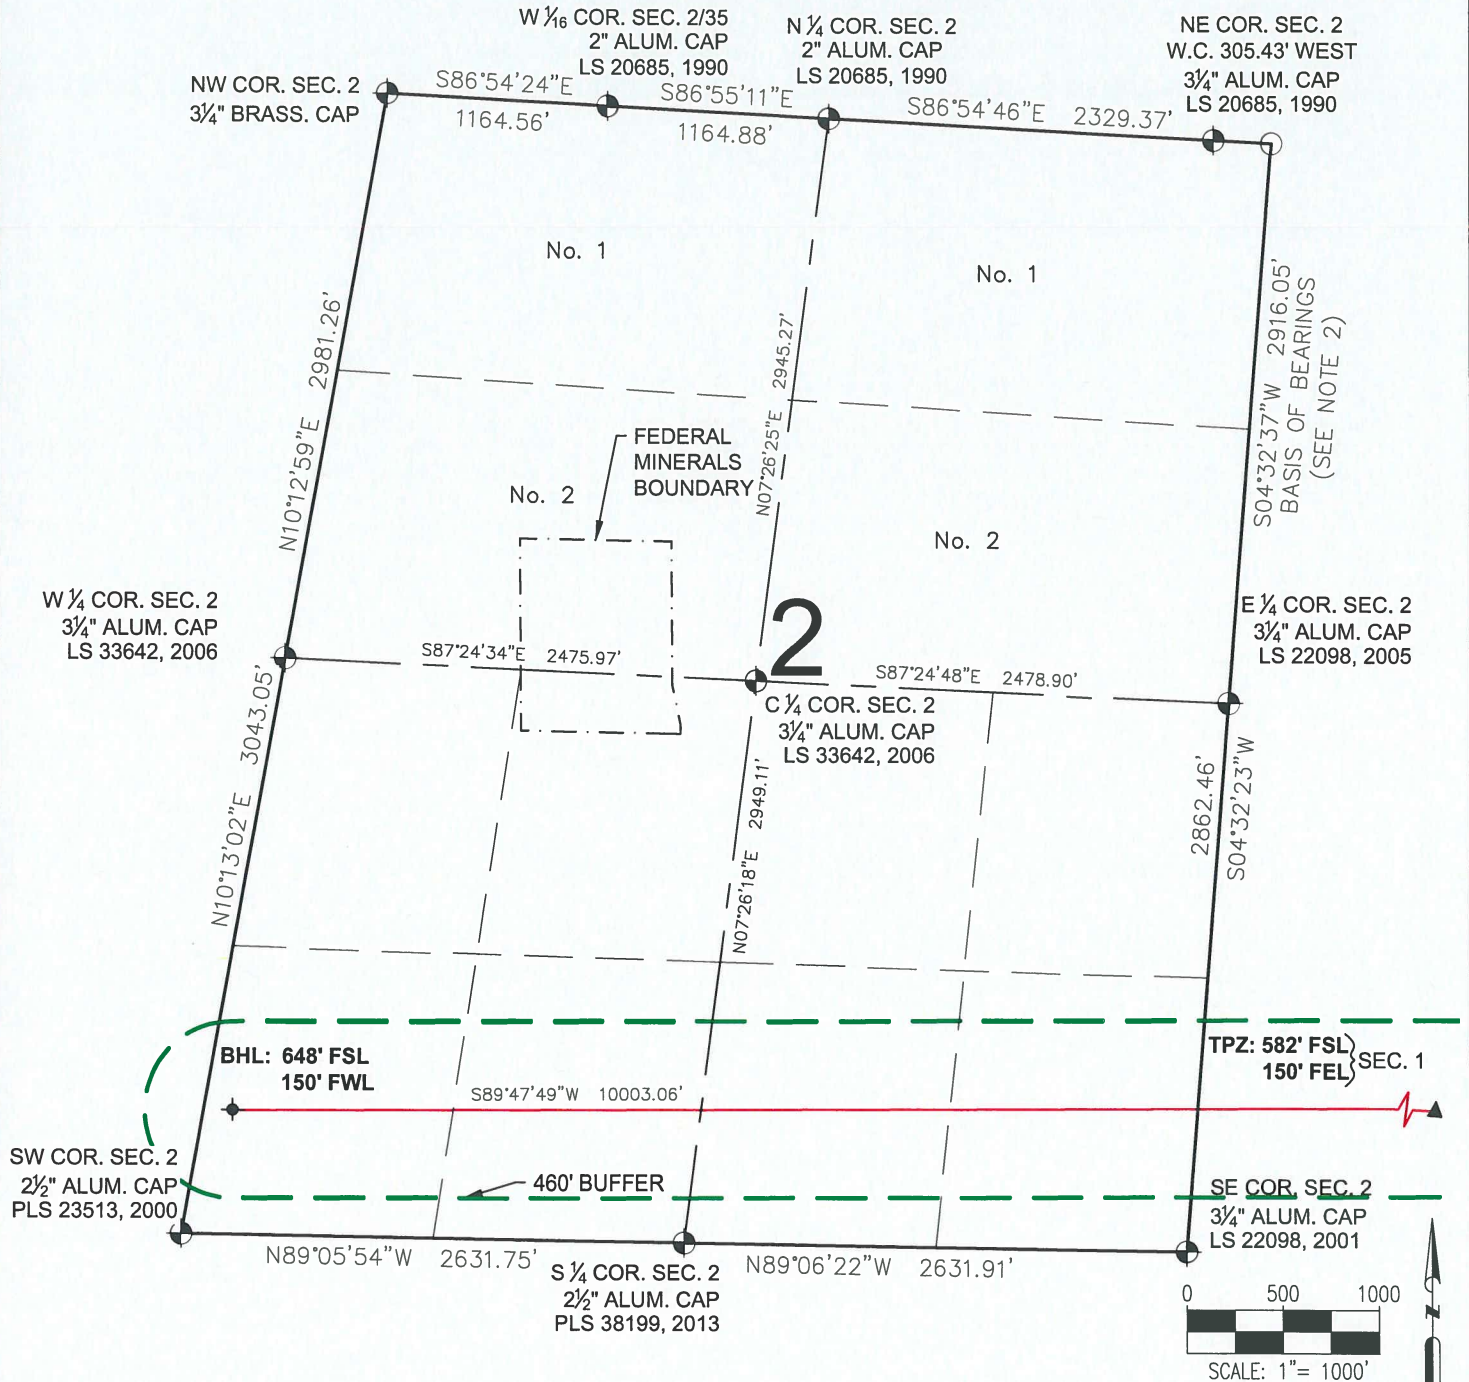 W 1/16 COR. SEC. 2/35
2" ALUM. CAP
LS 20685, 1990
N 1/4 COR. SEC. 2
2" ALUM. CAP
LS 20685, 1990
NE COR. SEC. 2
W.C. 305.43' WEST
3 1/4" ALUM. CAP
LS 20685, 1990
NW COR. SEC. 2
3 1/4" BRASS. CAP
S86°54'24"E
1164.56'
S86°55'11"E
1164.88'
S86°54'46"E 2329.37'
No. 1
No. 1
N10°12'59"E 2981.26'
N07°26'25"E 2945.27'
S04°32'37"W 2916.05'
BASIS OF BEARINGS
(SEE NOTE 2)
FEDERAL
MINERALS
BOUNDARY
No. 2
No. 2
W 1/4 COR. SEC. 2
3 1/4" ALUM. CAP
LS 33642, 2006
E 1/4 COR. SEC. 2
3 1/4" ALUM. CAP
LS 22098, 2005
2
S87°24'34"E 2475.97'
S87°24'48"E 2478.90'
C 1/4 COR. SEC. 2
3 1/4" ALUM. CAP
LS 33642, 2006
N10°13'02"E 3043.05'
N07°26'18"E 2949.11'
2862.46'
S04°32'23"W
BHL: 648' FSL
150' FWL
TPZ: 582' FSL
150' FEL
SEC. 1
S89°47'49"W 10003.06'
SW COR. SEC. 2
2 1/2" ALUM. CAP
PLS 23513, 2000
460' BUFFER
SE COR. SEC. 2
3 1/4" ALUM. CAP
LS 22098, 2001
N89°05'54"W 2631.75'
S 1/4 COR. SEC. 2
2 1/2" ALUM. CAP
PLS 38199, 2013
N89°06'22"W 2631.91'
0 500 1000
SCALE: 1"= 1000'
N